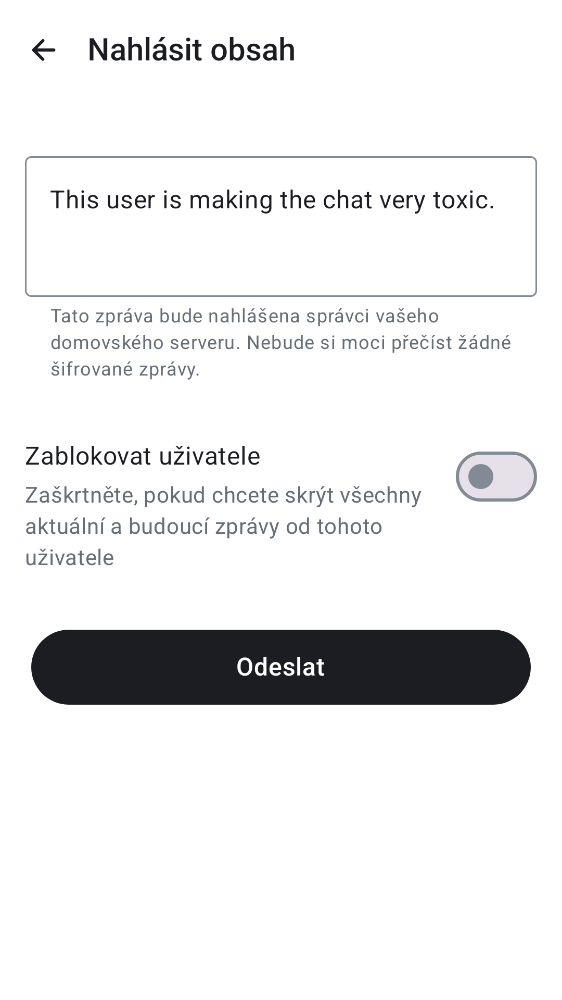 Nahlásit obsah
This user is making the chat very toxic.
Tato zpráva bude nahlášena správci vašeho
domovského serveru. Nebude si moci přečíst žádné
šifrované zprávy.
Zablokovat uživatele
Zaškrtněte, pokud chcete skrýt všechny
aktuální a budoucí zprávy od tohoto
uživatele
Odeslat